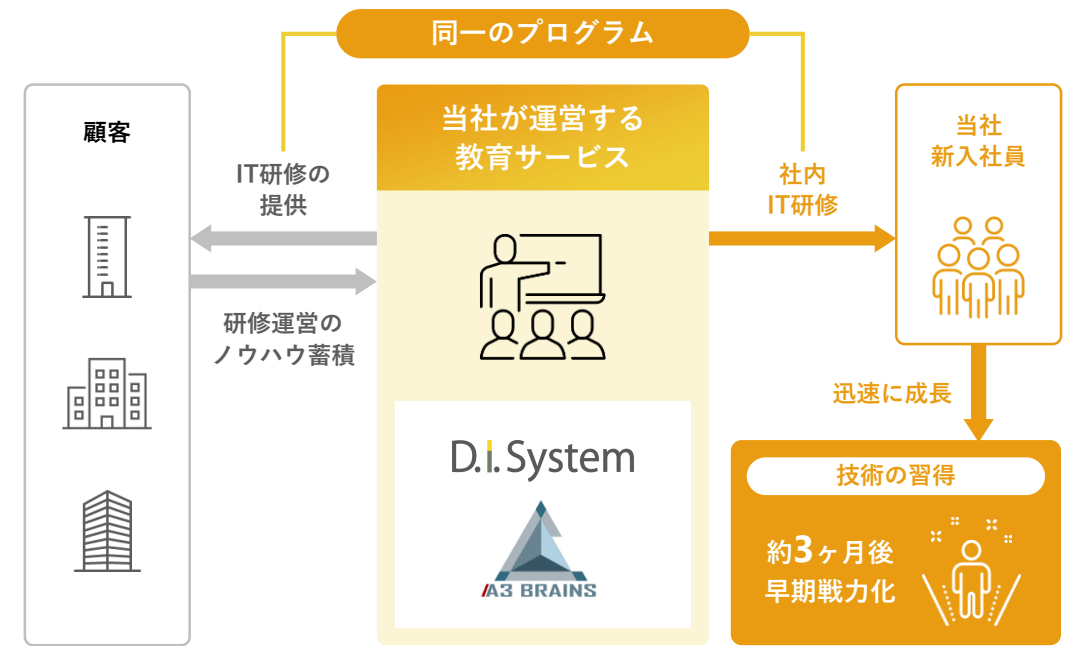 同一のプログラム
顧客
IT研修の
提供
研修運営の
ノウハウ蓄積
当社が運営する
教育サービス
D.i.System
A3 BRAINS
社内
IT研修
当社
新入社員
迅速に成長
技術の習得
約3ヶ月後
早期戦力化